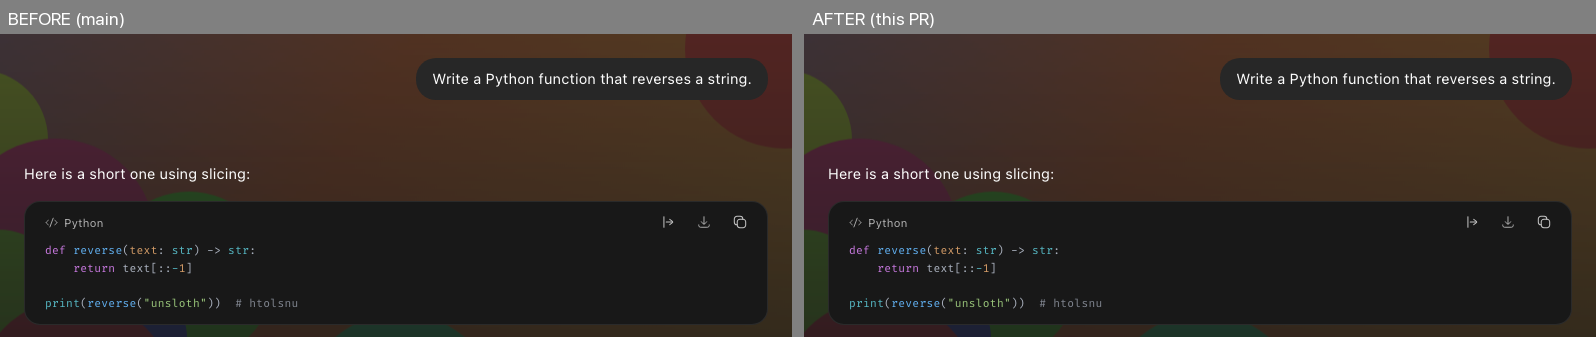 BEFORE (main)
Write a Python function that reverses a string.
Here is a short one using slicing:
</> Python
def reverse(text: str) -> str:
    return text[::-1]
print(reverse("unsloth"))  # htolsnu
AFTER (this PR)
Write a Python function that reverses a string.
Here is a short one using slicing:
</> Python
def reverse(text: str) -> str:
    return text[::-1]
print(reverse("unsloth"))  # htolsnu